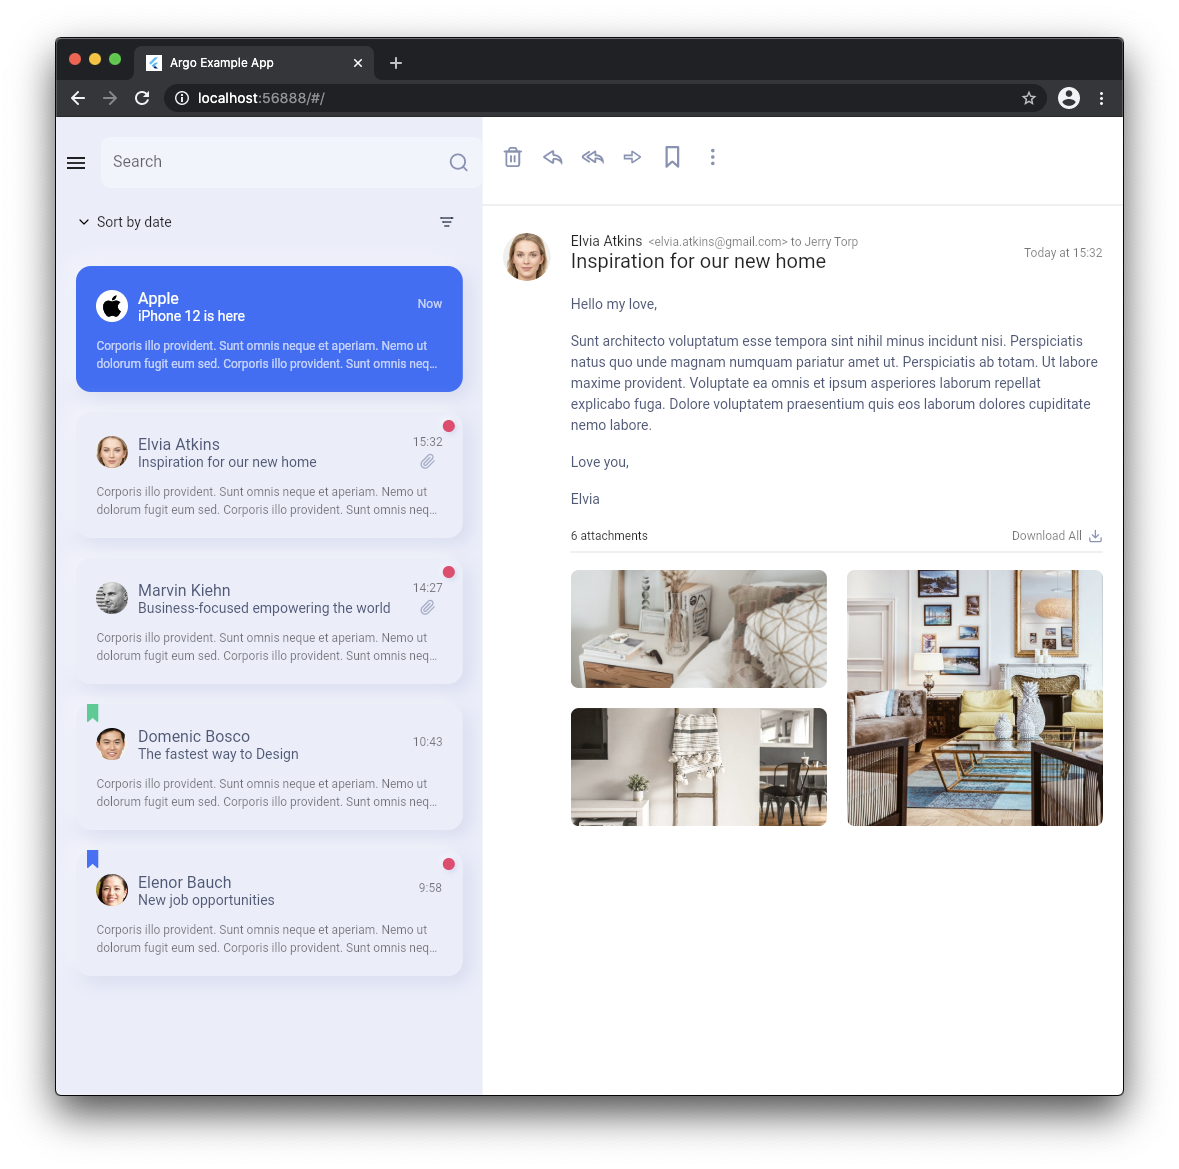 Argo Example App
localhost:56888/#/
Search
Sort by date
Apple
Now
iPhone 12 is here
Corporis illo provident. Sunt omnis neque et aperiam. Nemo ut
dolorum fugit eum sed. Corporis illo provident. Sunt omnis neq...
Elvia Atkins
15:32
Inspiration for our new home
Corporis illo provident. Sunt omnis neque et aperiam. Nemo ut
dolorum fugit eum sed. Corporis illo provident. Sunt omnis neq...
Marvin Kiehn
14:27
Business-focused empowering the world
Corporis illo provident. Sunt omnis neque et aperiam. Nemo ut
dolorum fugit eum sed. Corporis illo provident. Sunt omnis neq...
Domenic Bosco
10:43
The fastest way to Design
Corporis illo provident. Sunt omnis neque et aperiam. Nemo ut
dolorum fugit eum sed. Corporis illo provident. Sunt omnis neq...
Elenor Bauch
9:58
New job opportunities
Corporis illo provident. Sunt omnis neque et aperiam. Nemo ut
dolorum fugit eum sed. Corporis illo provident. Sunt omnis neq...
Elvia Atkins <elvia.atkins@gmail.com> to Jerry Torp
Today at 15:32
Inspiration for our new home
Hello my love,
Sunt architecto voluptatum esse tempora sint nihil minus incidunt nisi. Perspiciatis
natus quo unde magnam numquam pariatur amet ut. Perspiciatis ab totam. Ut labore
maxime provident. Voluptate ea omnis et ipsum asperiores laborum repellat
explicabo fuga. Dolore voluptatem praesentium quis eos laborum dolores cupiditate
nemo labore.
Love you,
Elvia
6 attachments
Download All